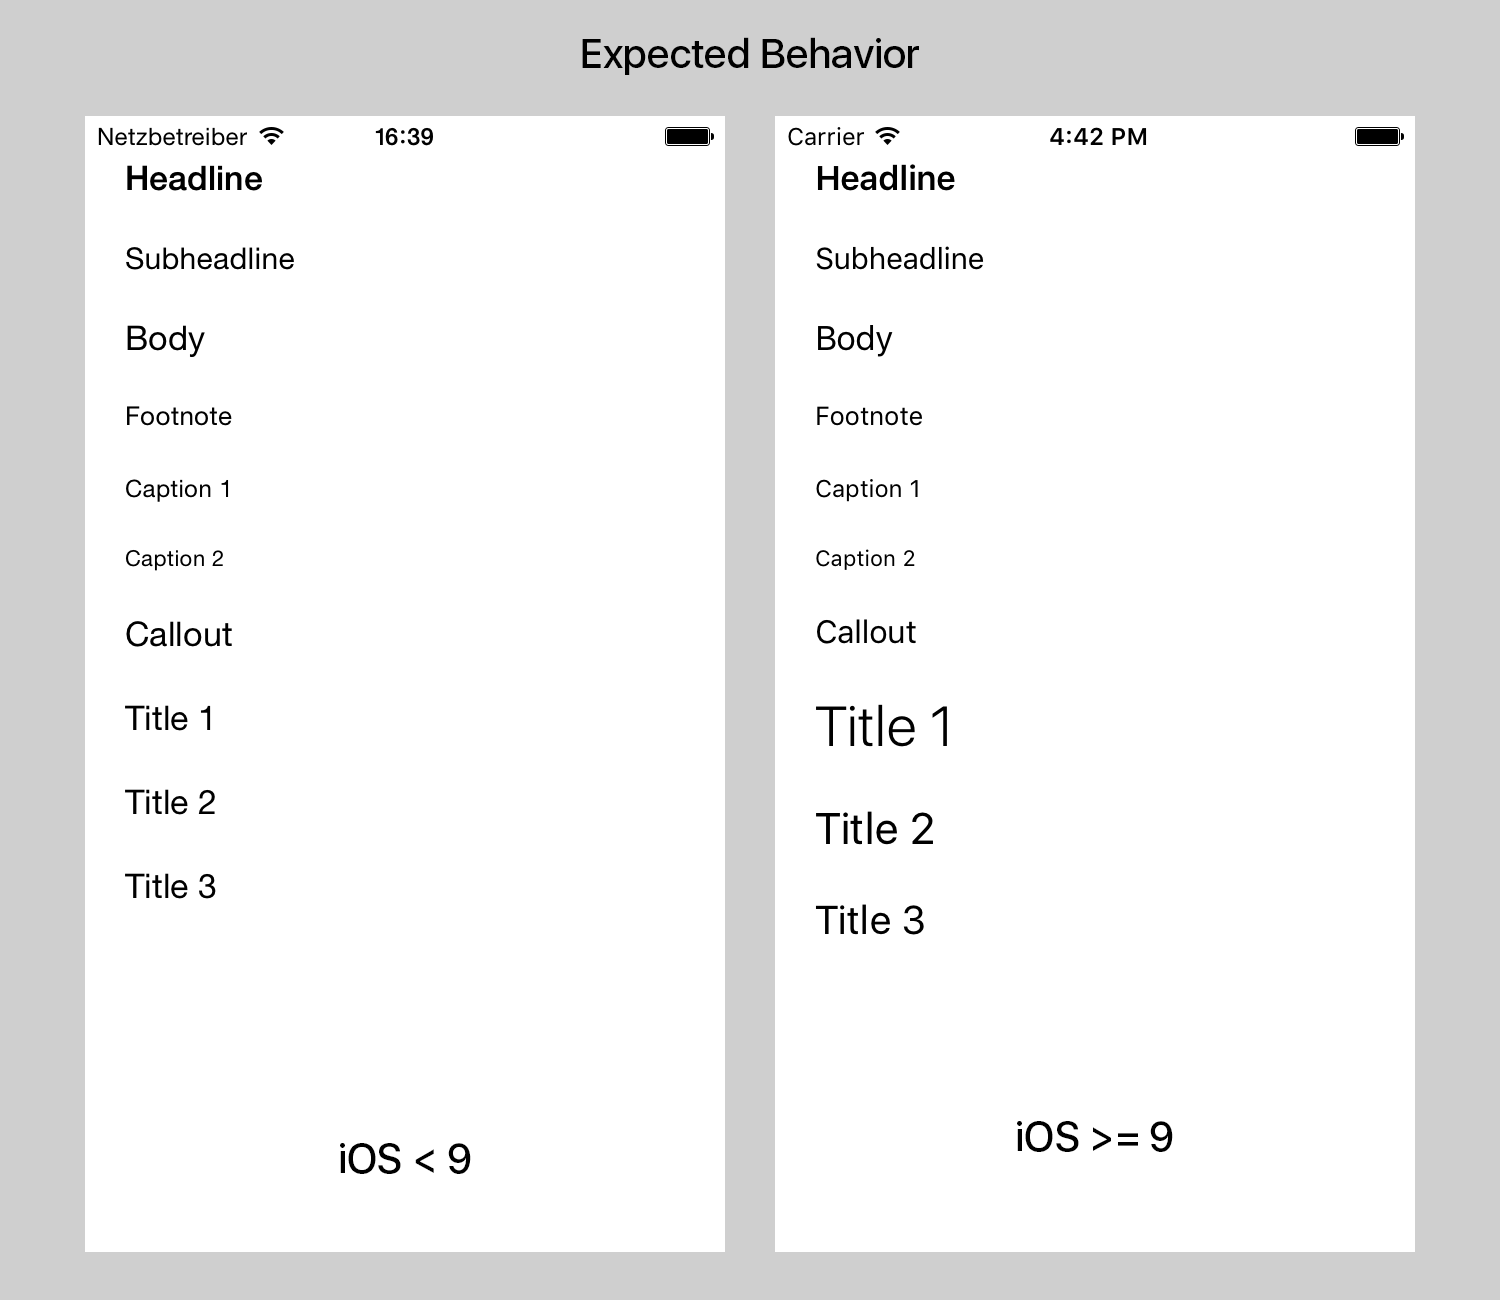 Expected Behavior
Netzbetreiber 16:39
Headline
Subheadline
Body
Footnote
Caption 1
Caption 2
Callout
Title 1
Title 2
Title 3
iOS < 9
Carrier 4:42 PM
Headline
Subheadline
Body
Footnote
Caption 1
Caption 2
Callout
Title 1
Title 2
Title 3
iOS >= 9